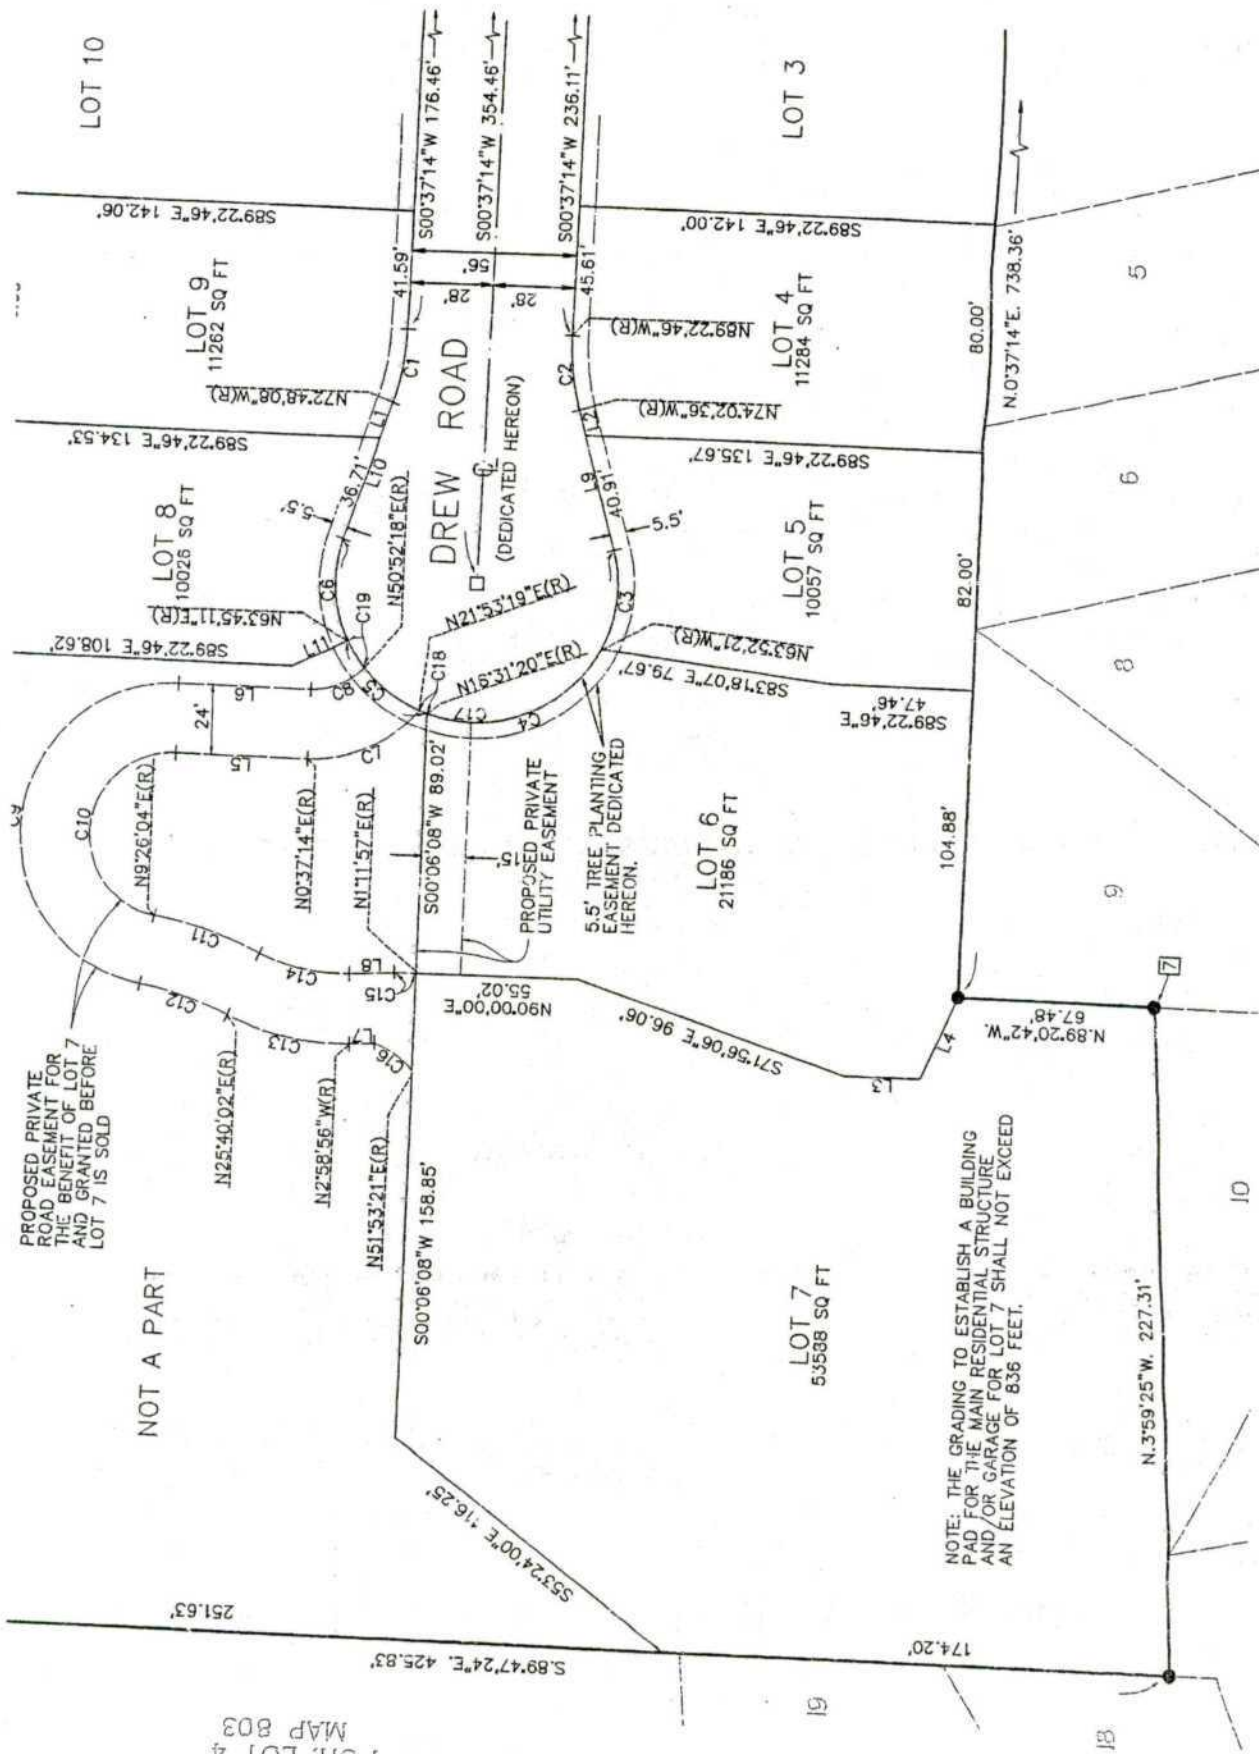 LOT 10
S00°37'14"W 176.46'
S00°37'14"W 354.46'
S00°37'14"W 236.11'
LOT 3
S89°22'46"E 142.06'
S89°22'46"E 142.00'
LOT 9
11262 SQ FT
41.59'
56'
28'
28'
45.61'
N89°22'46"W(R)
LOT 4
11284 SQ FT
80.00'
N.0°37'14"E. 738.36'
5
N72°48'08"W(R)
C1
L1
DREW ROAD
(DEDICATED HEREON)
C2
L2
N74°02'36"W(R)
S89°22'46"E 134.53'
S89°22'46"E 135.67'
36.71'
L10
5.5'
L9
40.91'
5.5'
LOT 8
10026 SQ FT
LOT 5
10057 SQ FT
82.00'
6
C6
C19
N50°52'18"E(R)
N63°45'11"E(R)
C3
N63°52'21"W(R)
S89°22'46"E 108.62'
L11
N21°53'19"E(R)
N16°31'20"E(R)
S83°18'07"E 79.67'
S89°22'46"E
47.46'
8
L6
C8
C5
C18
C17
C4
24'
L5
C7
S00°06'08"W 89.02'
15'
PROPOSED PRIVATE
UTILITY EASEMENT
5.5' TREE PLANTING
EASEMENT DEDICATED
HEREON.
LOT 6
21186 SQ FT
104.88'
9
C9
C10
N9°26'04"E(R)
N0°37'14"E(R)
N1°11'57"E(R)
C11
C12
C14
L8
C15
N90°00'00"E
55.02'
S71°56'06"E 96.06'
L4
L3
N.89°20'42"W.
67.48'
7
C13
L7
C16
PROPOSED PRIVATE
ROAD EASEMENT FOR
THE BENEFIT OF LOT 7
AND GRANTED BEFORE
LOT 7 IS SOLD
N25°40'02"E(R)
N2°58'56"W(R)
N51°53'21"E(R)
NOT A PART
S00°06'08"W 158.85'
LOT 7
53588 SQ FT
NOTE: THE GRADING TO ESTABLISH A BUILDING
PAD FOR THE MAIN RESIDENTIAL STRUCTURE
AND/OR GARAGE FOR LOT 7 SHALL NOT EXCEED
AN ELEVATION OF 836 FEET.
10
N.3°59'25"W. 227.31'
S53°24'00"E 116.25'
251.63'
S.89°47'24"E. 425.83'
174.20'
19
18
LOT 4
MAP 803